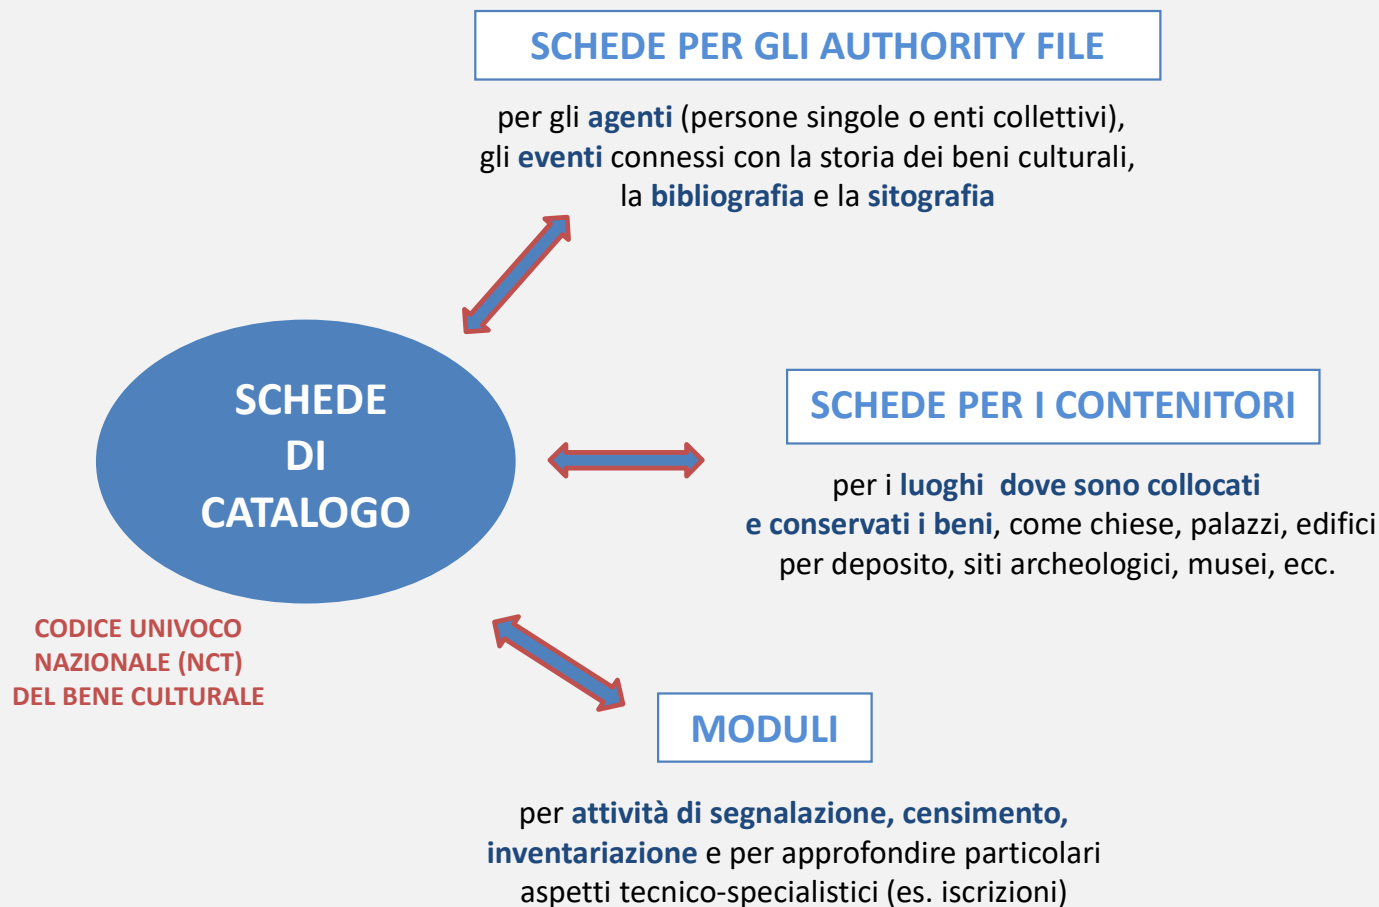 SCHEDE PER GLI AUTHORITY FILE
per gli agenti (persone singole o enti collettivi),
gli eventi connessi con la storia dei beni culturali,
la bibliografia e la sitografia
SCHEDE
DI
CATALOGO
CODICE UNIVOCO
NAZIONALE (NCT)
DEL BENE CULTURALE
SCHEDE PER I CONTENITORI
per i luoghi dove sono collocati
e conservati i beni, come chiese, palazzi, edifici
per deposito, siti archeologici, musei, ecc.
MODULI
per attività di segnalazione, censimento,
inventariazione e per approfondire particolari
aspetti tecnico-specialistici (es. iscrizioni)